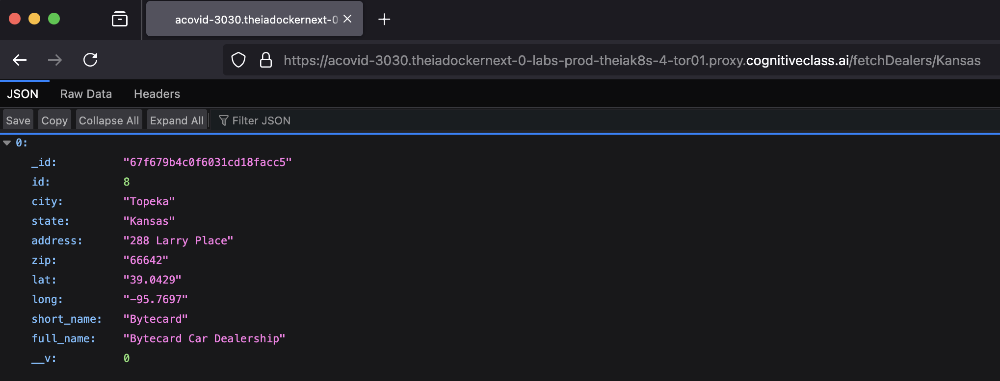 acovid-3030.theiadockernext-0
https://acovid-3030.theiadockernext-0-labs-prod-theiak8s-4-tor01.proxy.cognitiveclass.ai/fetchDealers/Kansas
JSON Raw Data Headers
Save Copy Collapse All Expand All Filter JSON
0:
_id: "67f679b4c0f6031cd18facc5"
id: 8
city: "Topeka"
state: "Kansas"
address: "288 Larry Place"
zip: "66642"
lat: "39.0429"
long: "-95.7697"
short_name: "Bytecard"
full_name: "Bytecard Car Dealership"
__v: 0